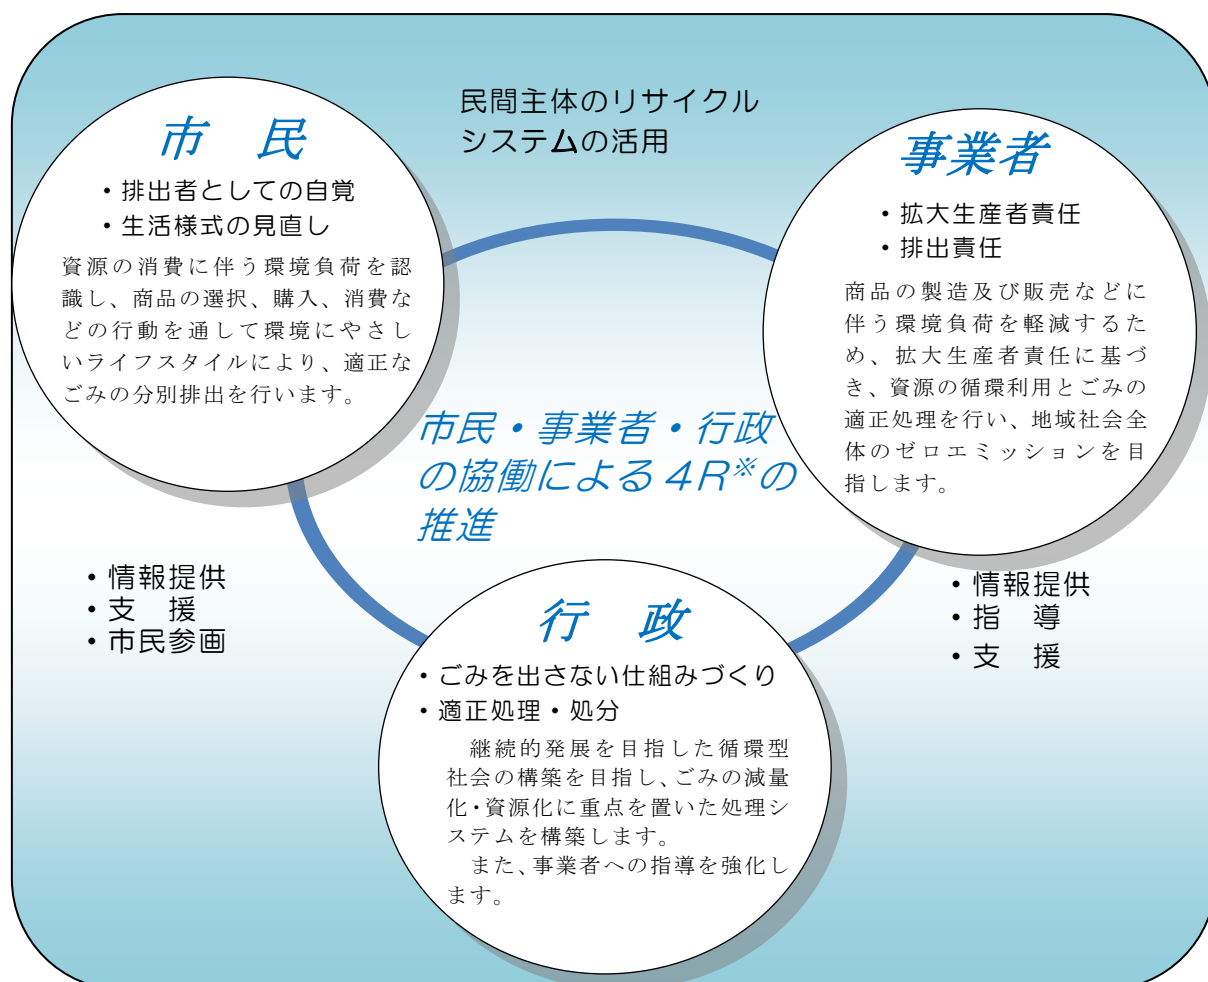 民間主体のリサイクル
システムの活用
市　民
・排出者としての自覚
・生活様式の見直し
資源の消費に伴う環境負荷を認
識し、商品の選択、購入、消費な
どの行動を通して環境にやさし
いライフスタイルにより、適正な
ごみの分別排出を行います。
事業者
・拡大生産者責任
・排出責任
商品の製造及び販売などに
伴う環境負荷を軽減するた
め、拡大生産者責任に基づ
き、資源の循環利用とごみの
適正処理を行い、地域社会全
体のゼロエミッションを目
指します。
市民・事業者・行政
の協働による４Ｒ※の
推進
・情報提供
・支　援
・市民参画
・情報提供
・指　導
・支　援
行　政
・ごみを出さない仕組みづくり
・適正処理・処分
　継続的発展を目指した循環型
社会の構築を目指し、ごみの減量
化・資源化に重点を置いた処理シ
ステムを構築します。
　また、事業者への指導を強化し
ます。